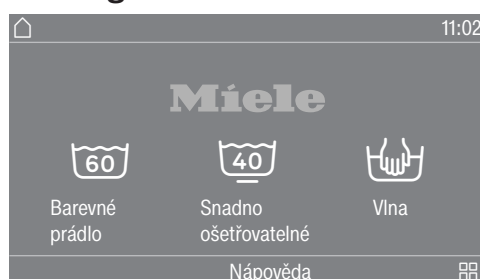 11:02
Miele
60 40
Barevné
prádlo
Snadno
ošetřovatelné
Vlna
Nápověda